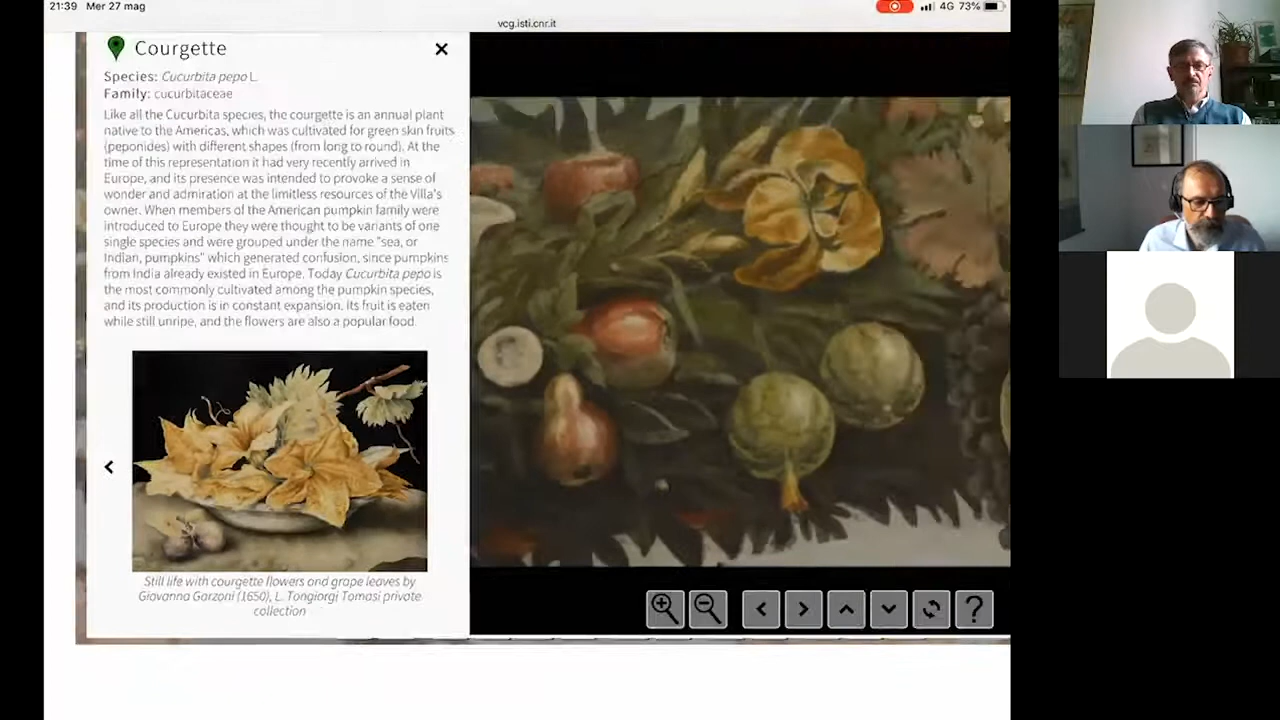 21:39 Mer 27 mag
4G 73%
vcg.isti.cnr.it
Courgette
Species: Cucurbita pepo L.
Family: cucurbitaceae
Like all the Cucurbita species, the courgette is an annual plant
native to the Americas, which was cultivated for green skin fruits
(peponides) with different shapes (from long to round). At the
time of this representation it had very recently arrived in
Europe, and its presence was intended to provoke a sense of
wonder and admiration at the limitless resources of the Villa's
owner. When members of the American pumpkin family were
introduced to Europe they were thought to be variants of one
single species and were grouped under the name "sea, or
Indian, pumpkins" which generated confusion, since pumpkins
from India already existed in Europe. Today Cucurbita pepo is
the most commonly cultivated among the pumpkin species,
and its production is in constant expansion. Its fruit is eaten
while still unripe, and the flowers are also a popular food.
Still life with courgette flowers and grape leaves by
Giovanna Garzoni (1650), L. Tongiorgi Tomasi private
collection